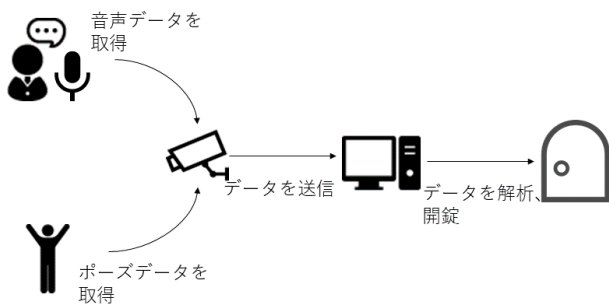 音声データを
取得
データを送信
データを解析、
開錠
ポーズデータを
取得